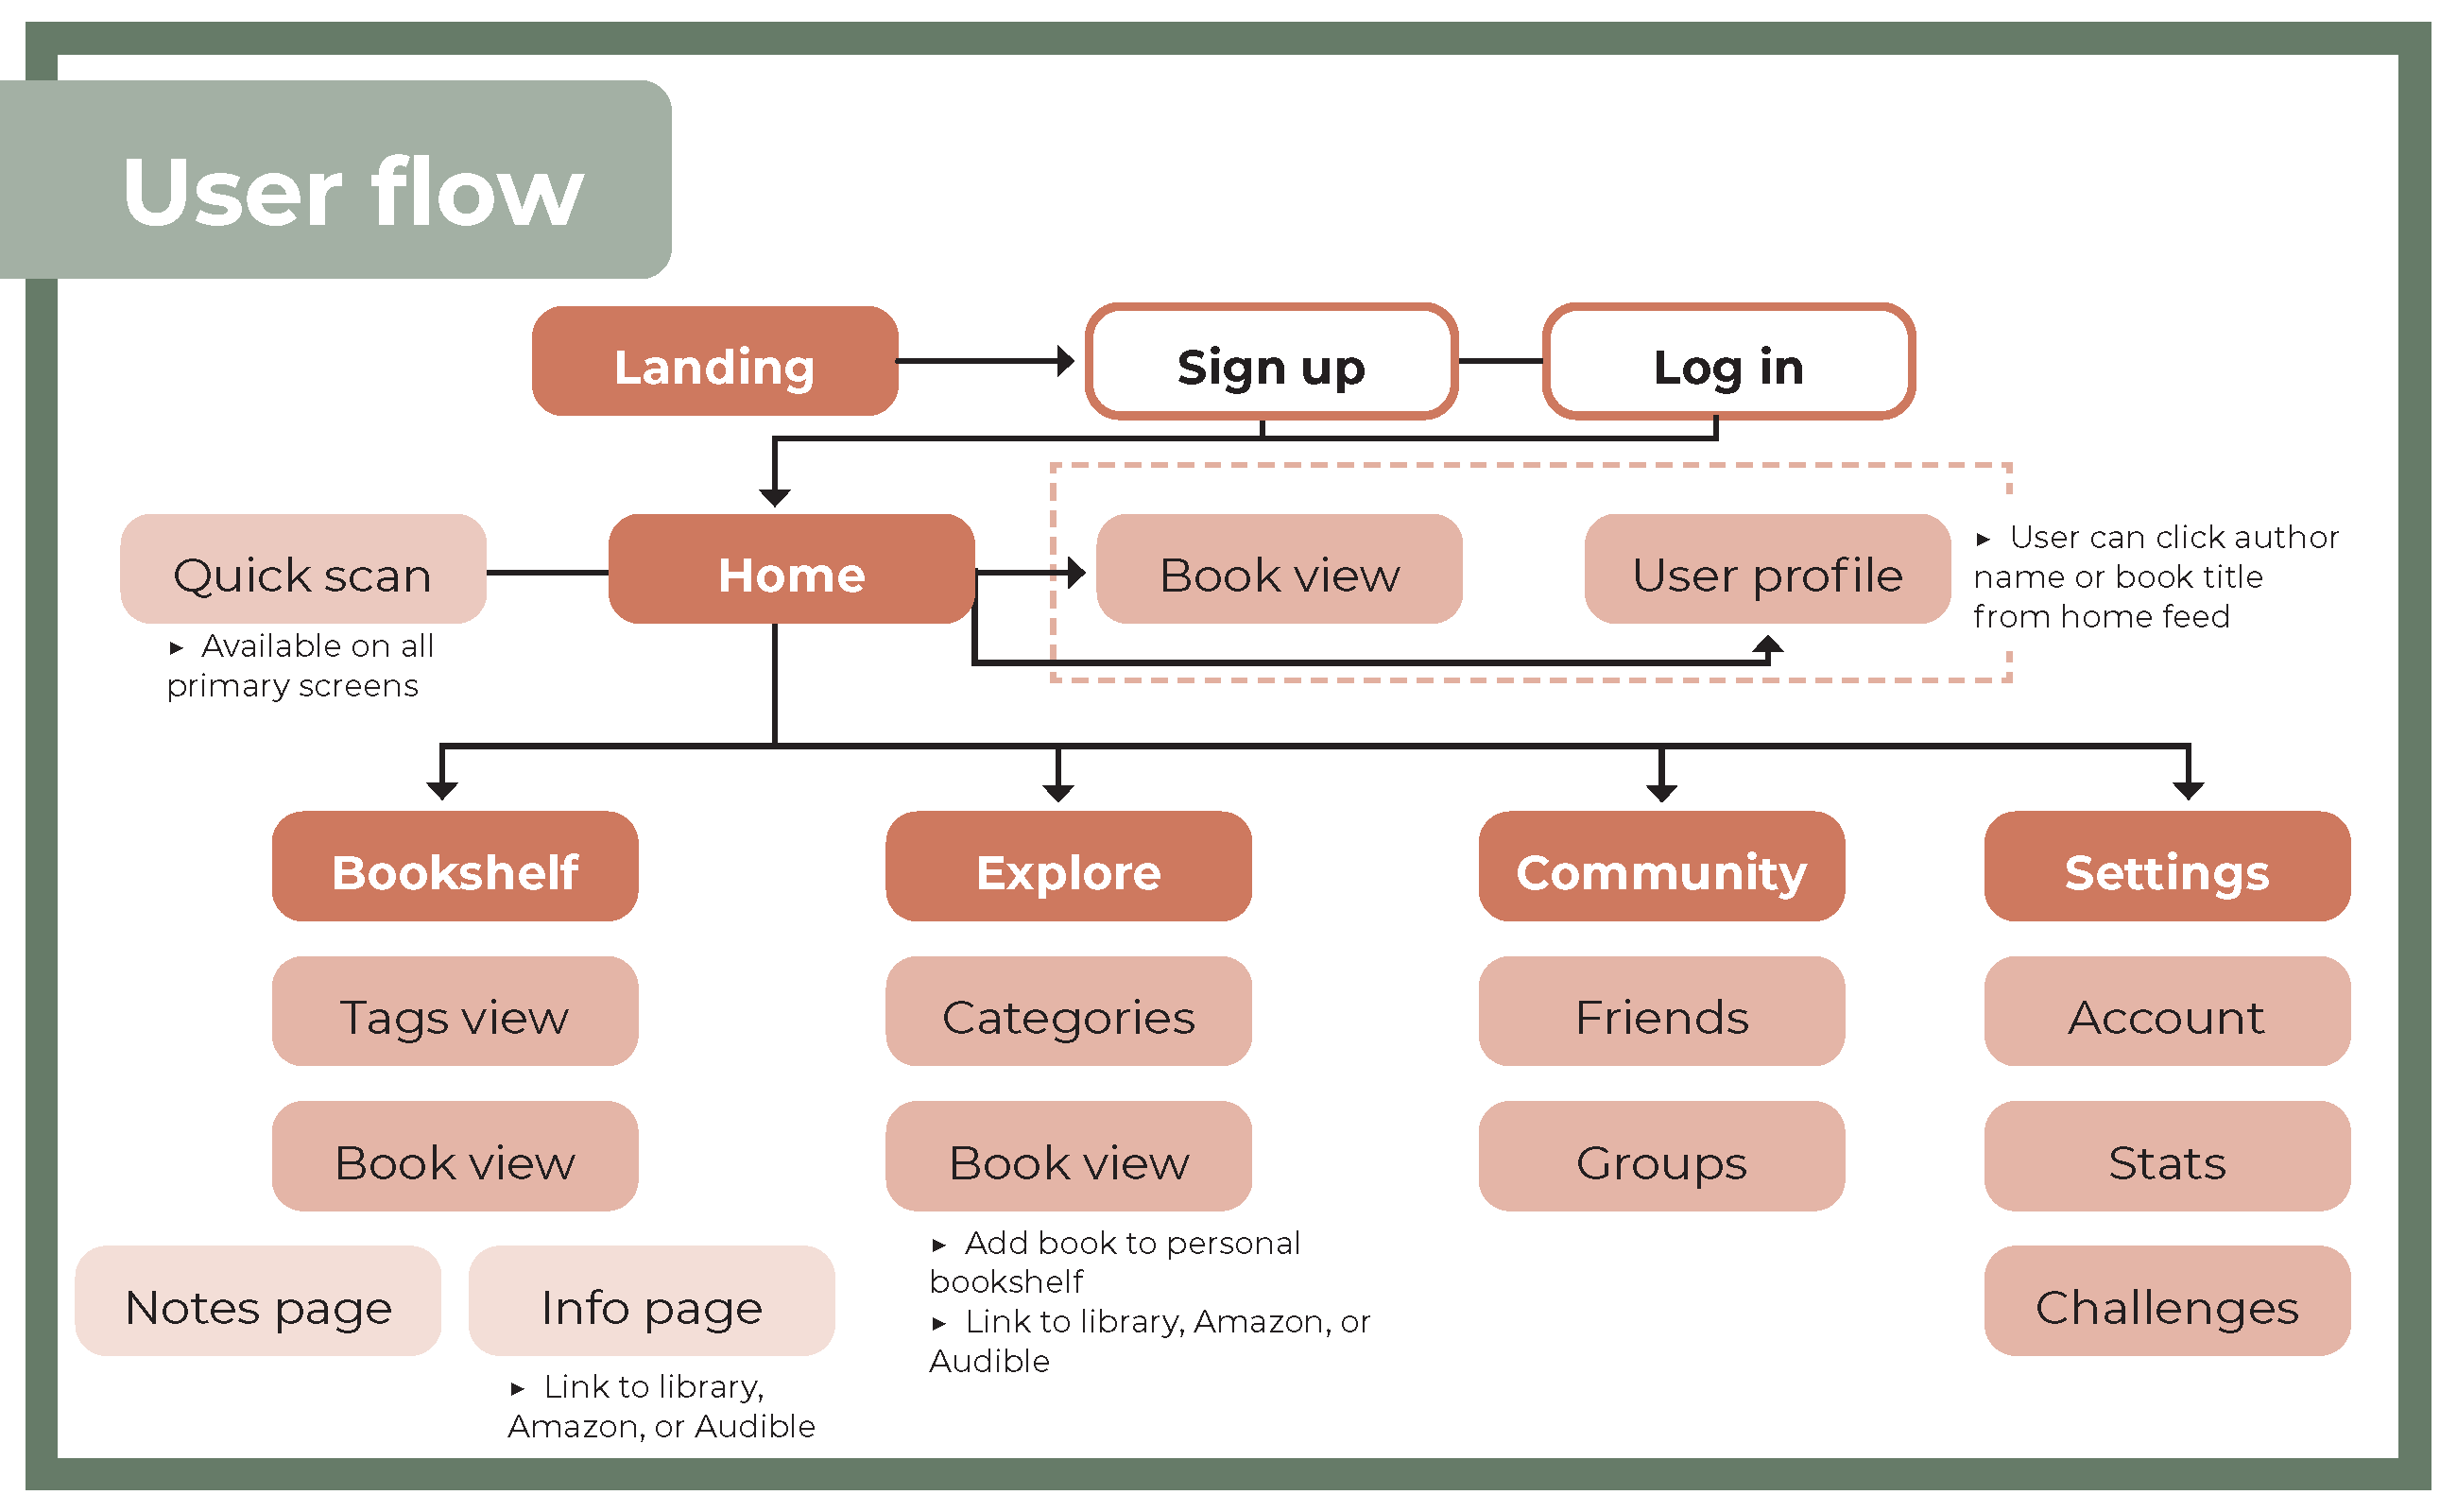 User flow
Landing
Sign up
Log in
Quick scan
Home
Book view
User profile
► User can click author
name or book title
from home feed
► Available on all
primary screens
Bookshelf
Explore
Community
Settings
Tags view
Categories
Friends
Account
Book view
Book view
Groups
Stats
Notes page
Info page
► Add book to personal
bookshelf
► Link to library, Amazon, or
Audible
Challenges
► Link to library,
Amazon, or Audible